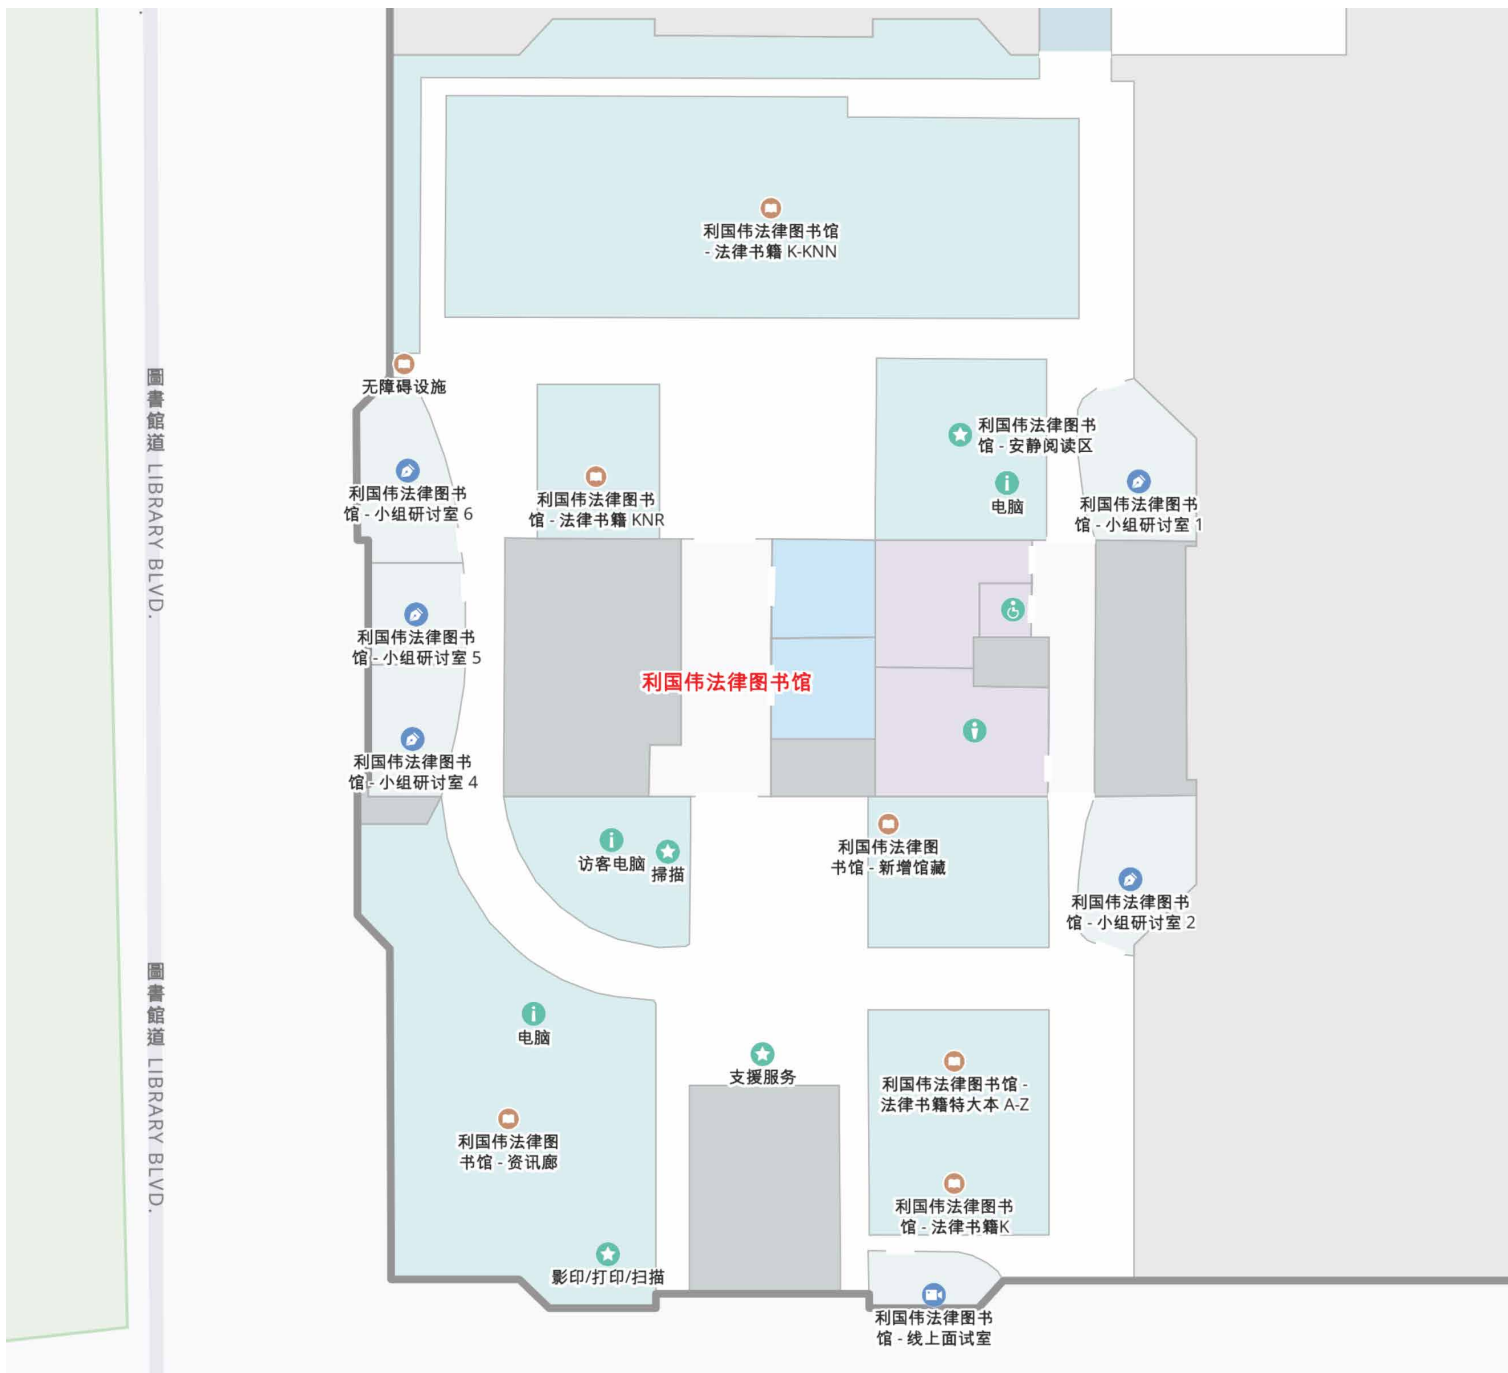 利国伟法律图书馆
- 法律书籍 K-KNN
无障碍设施
圖書館道 LIBRARY BLVD.
利国伟法律图书
馆 - 安静阅读区
电脑
利国伟法律图书
馆 - 小组研讨室 6
利国伟法律图书
馆 - 法律书籍 KNR
利国伟法律图书
馆 - 小组研讨室 1
利国伟法律图书
馆 - 小组研讨室 5
利国伟法律图书馆
利国伟法律图书
馆 - 小组研讨室 4
访客电脑
掃描
利国伟法律图
书馆 - 新增馆藏
利国伟法律图书
馆 - 小组研讨室 2
圖書館道 LIBRARY BLVD.
电脑
支援服务
利国伟法律图书馆 -
法律书籍特大本 A-Z
利国伟法律图
书馆 - 资讯廊
利国伟法律图书
馆 - 法律书籍K
影印/打印/扫描
利国伟法律图书
馆 - 线上面试室